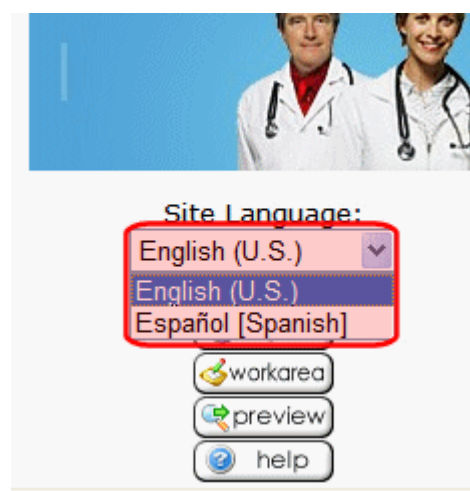 Site Language:
English (U.S.)
English (U.S.)
Español [Spanish]
workarea
preview
help